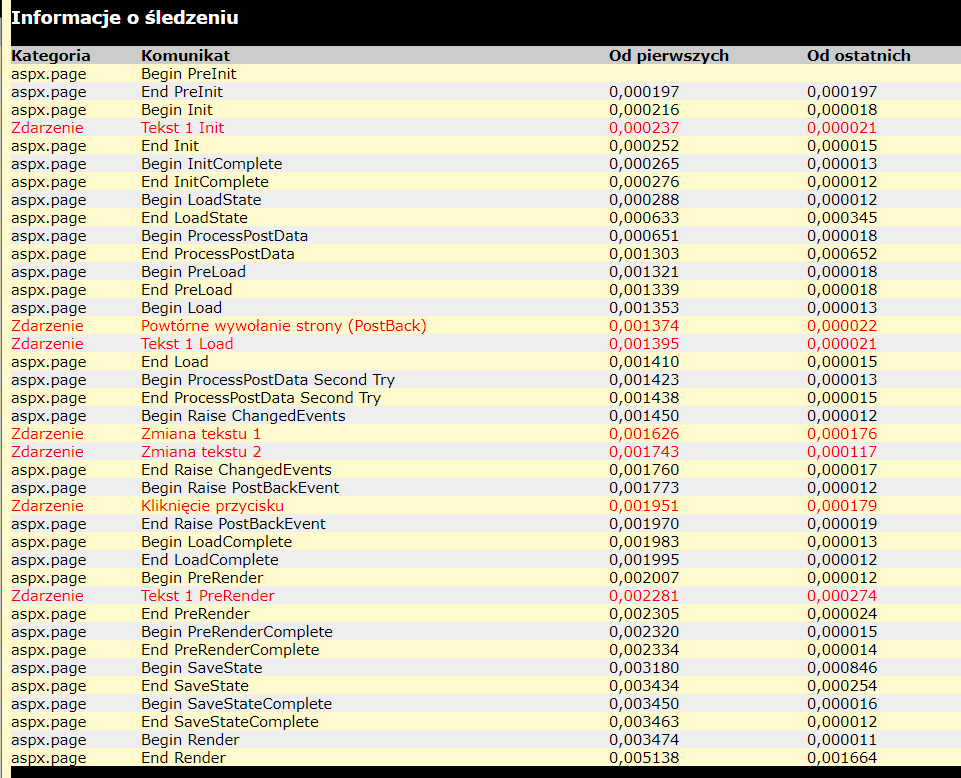 Informacje o śledzeniu
Kategoria Komunikat Od pierwszych Od ostatnich
aspx.page Begin PreInit
aspx.page End PreInit 0,000197 0,000197
aspx.page Begin Init 0,000216 0,000018
Zdarzenie Tekst 1 Init 0,000237 0,000021
aspx.page End Init 0,000252 0,000015
aspx.page Begin InitComplete 0,000265 0,000013
aspx.page End InitComplete 0,000276 0,000012
aspx.page Begin LoadState 0,000288 0,000012
aspx.page End LoadState 0,000633 0,000345
aspx.page Begin ProcessPostData 0,000651 0,000018
aspx.page End ProcessPostData 0,001303 0,000652
aspx.page Begin PreLoad 0,001321 0,000018
aspx.page End PreLoad 0,001339 0,000018
aspx.page Begin Load 0,001353 0,000013
Zdarzenie Powtórne wywołanie strony (PostBack) 0,001374 0,000022
Zdarzenie Tekst 1 Load 0,001395 0,000021
aspx.page End Load 0,001410 0,000015
aspx.page Begin ProcessPostData Second Try 0,001423 0,000013
aspx.page End ProcessPostData Second Try 0,001438 0,000015
aspx.page Begin Raise ChangedEvents 0,001450 0,000012
Zdarzenie Zmiana tekstu 1 0,001626 0,000176
Zdarzenie Zmiana tekstu 2 0,001743 0,000117
aspx.page End Raise ChangedEvents 0,001760 0,000017
aspx.page Begin Raise PostBackEvent 0,001773 0,000012
Zdarzenie Kliknięcie przycisku 0,001951 0,000179
aspx.page End Raise PostBackEvent 0,001970 0,000019
aspx.page Begin LoadComplete 0,001983 0,000013
aspx.page End LoadComplete 0,001995 0,000012
aspx.page Begin PreRender 0,002007 0,000012
Zdarzenie Tekst 1 PreRender 0,002281 0,000274
aspx.page End PreRender 0,002305 0,000024
aspx.page Begin PreRenderComplete 0,002320 0,000015
aspx.page End PreRenderComplete 0,002334 0,000014
aspx.page Begin SaveState 0,003180 0,000846
aspx.page End SaveState 0,003434 0,000254
aspx.page Begin SaveStateComplete 0,003450 0,000016
aspx.page End SaveStateComplete 0,003463 0,000012
aspx.page Begin Render 0,003474 0,000011
aspx.page End Render 0,005138 0,001664